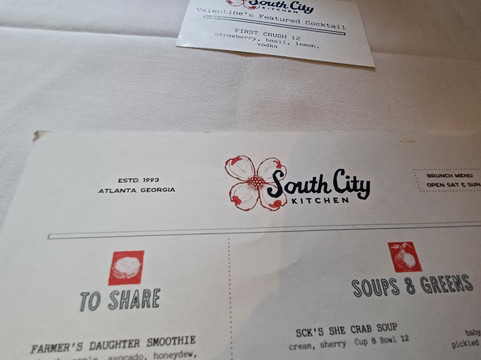 South City
KITCHEN
Valentine's Featured Cocktail
FIRST CRUSH 12
strawberry, basil, lemon,
vodka
ESTD. 1993
ATLANTA, GEORGIA
South City
KITCHEN
BRUNCH MENU
OPEN SAT & SUN
TO SHARE
SOUPS & GREENS
FARMER'S DAUGHTER SMOOTHIE
avocado, honeydew,
SCK'S SHE CRAB SOUP
cream, sherry Cup 8 Bowl 12
baby
pickled